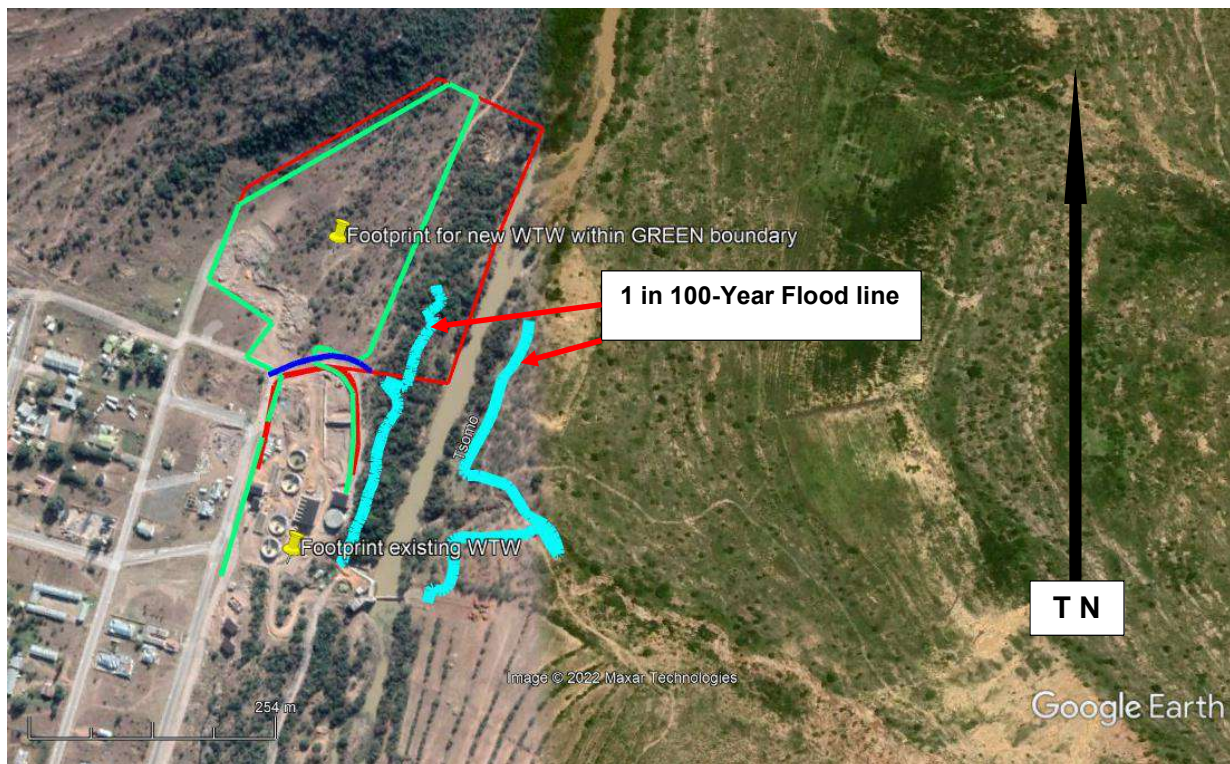 Footprint for new WTW within GREEN boundary
1 in 100-Year Flood line
Tsomo
Footprint existing WTW
T N
Image © 2022 Maxar Technologies
254 m
Google Earth